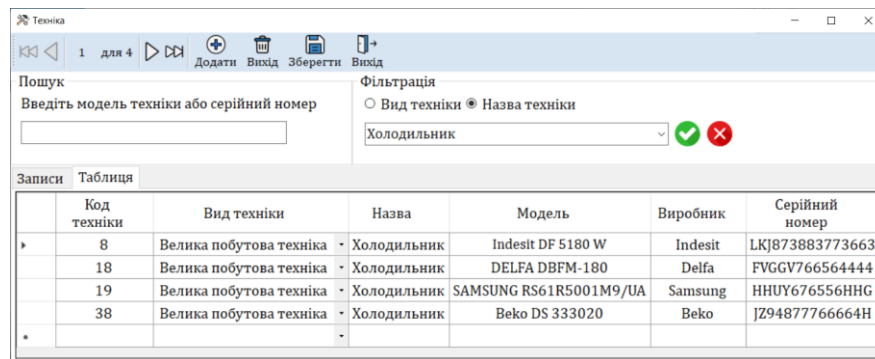 Техніка
1 для 4 Додати Вихід Зберегти Вихід
Пошук
Введіть модель техніки або серійний номер
Фільтрація
Вид техніки Назва техніки
Холодильник
Записи Таблиця
Код техніки Вид техніки Назва Модель Виробник Серійний номер
8 Велика побутова техніка Холодильник Indesit DF 5180 W Indesit LKJ873883773663
18 Велика побутова техніка Холодильник DELFA DBFM-180 Delfa FVGGV766564444
19 Велика побутова техніка Холодильник SAMSUNG RS61R5001M9/UA Samsung HHUY676556HHG
38 Велика побутова техніка Холодильник Beko DS 333020 Beko JZ94877766664H